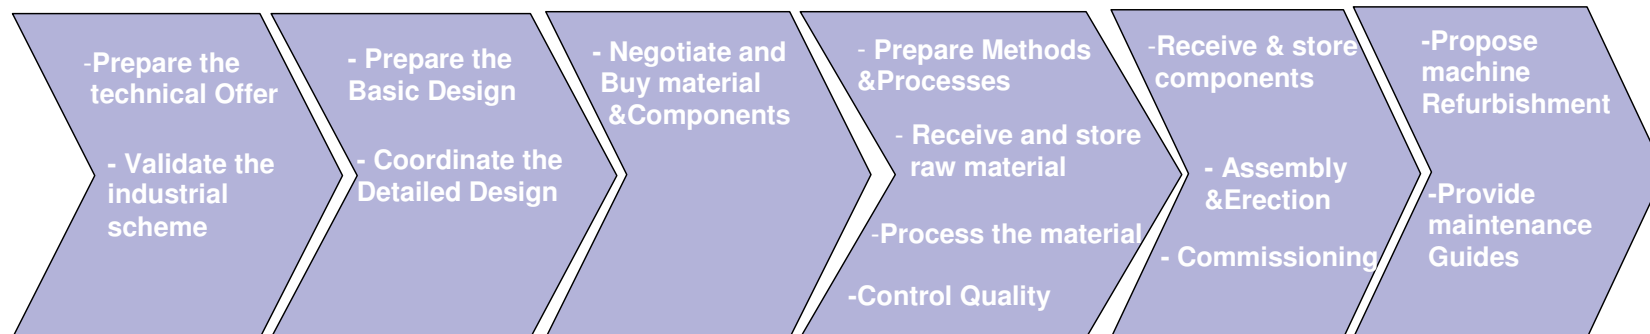 -Prepare the
technical Offer
- Validate the
industrial
scheme
- Prepare the
Basic Design
- Coordinate the
Detailed Design
- Negotiate and
Buy material
&Components
- Prepare Methods
&Processes
- Receive and store
raw material
-Process the material
-Control Quality
-Receive & store
components
- Assembly
&Erection
- Commissioning
-Propose
machine
Refurbishment
-Provide
maintenance
Guides